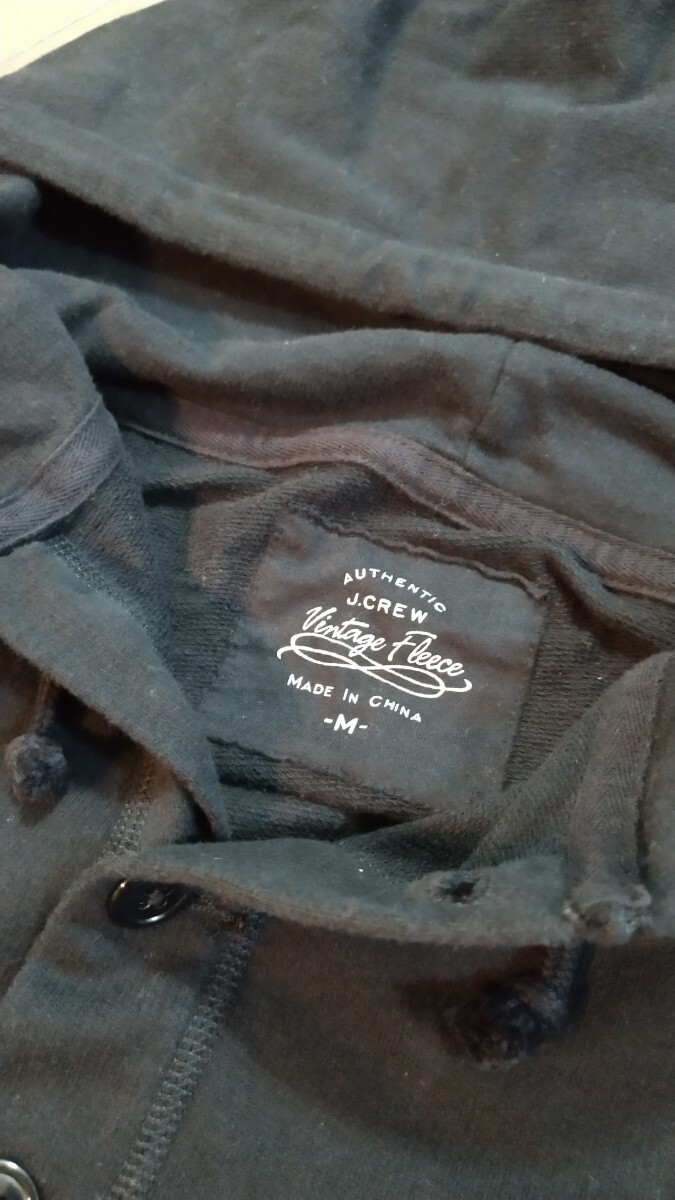 AUTHENTIC
J.CREW
Vintage Fleece
MADE IN CHINA
-M-